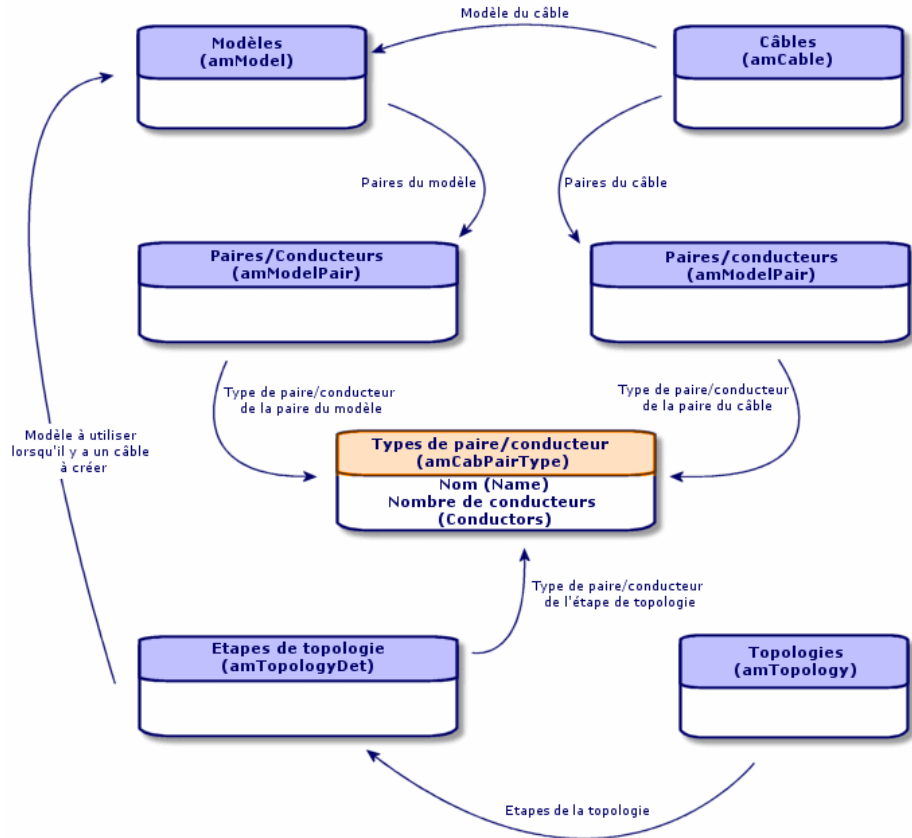 Modèle du câble
Modèles
(amModel)
Câbles
(amCable)
Paires du modèle
Paires du câble
Paires/Conducteurs
(amModelPair)
Paires/conducteurs
(amModelPair)
Type de paire/conducteur
de la paire du modèle
Type de paire/conducteur
de la paire du câble
Modèle à utiliser
lorsqu'il y a un câble
à créer
Types de paire/conducteur
(amCabPairType)
Nom (Name)
Nombre de conducteurs
(Conductors)
Type de paire/conducteur
de l'étape de topologie
Etapes de topologie
(amTopologyDet)
Topologies
(amTopology)
Etapes de la topologie